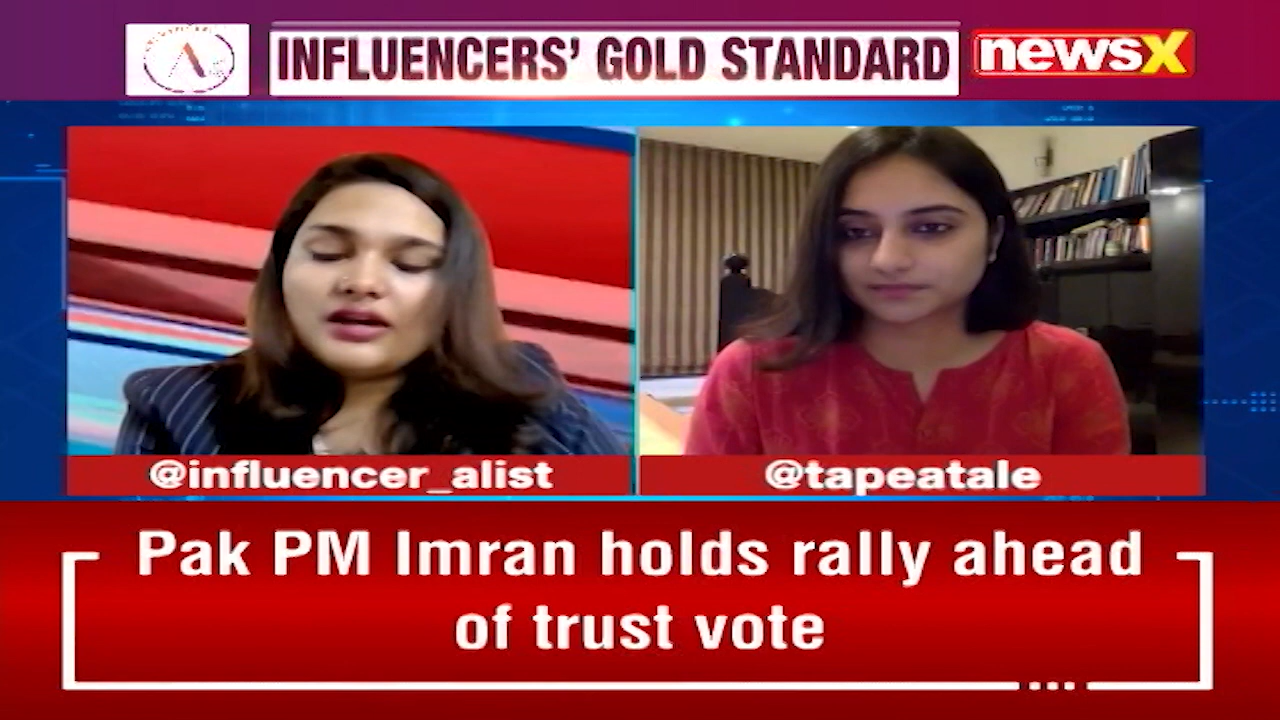 INFLUENCERS' GOLD STANDARD
newsX
@influencer_alist
@tapeatale
Pak PM Imran holds rally ahead
of trust vote